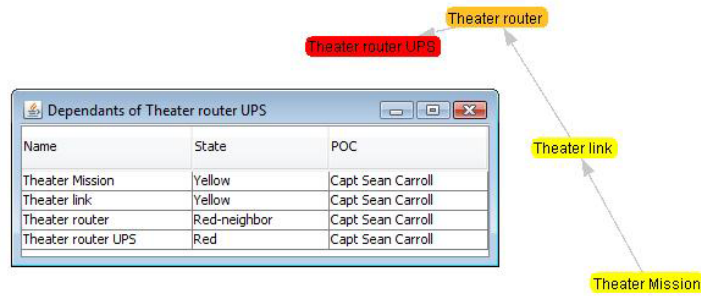 Theater router
Theater router UPS
Dependants of Theater router UPS
Name State POC
Theater Mission Yellow Capt Sean Carroll
Theater link Yellow Capt Sean Carroll
Theater router Red-neighbor Capt Sean Carroll
Theater router UPS Red Capt Sean Carroll
Theater link
Theater Mission